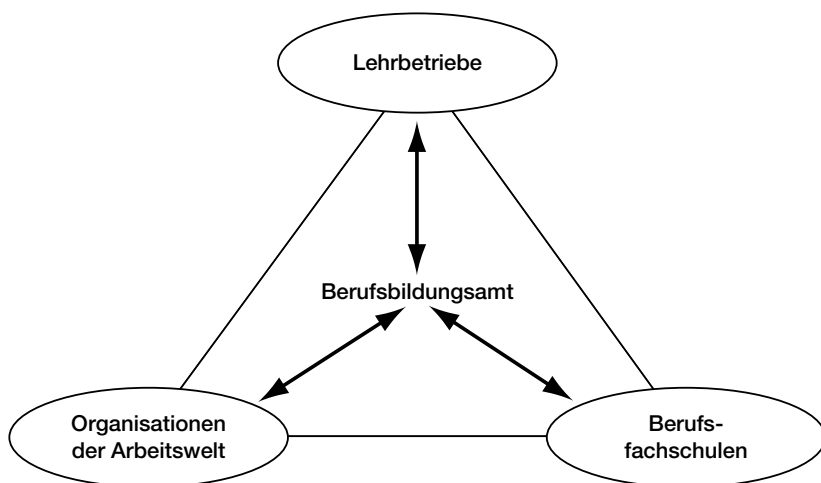 Lehrbetriebe
Berufsbildungsamt
Organisationen
der Arbeitswelt
Berufs-
fachschulen